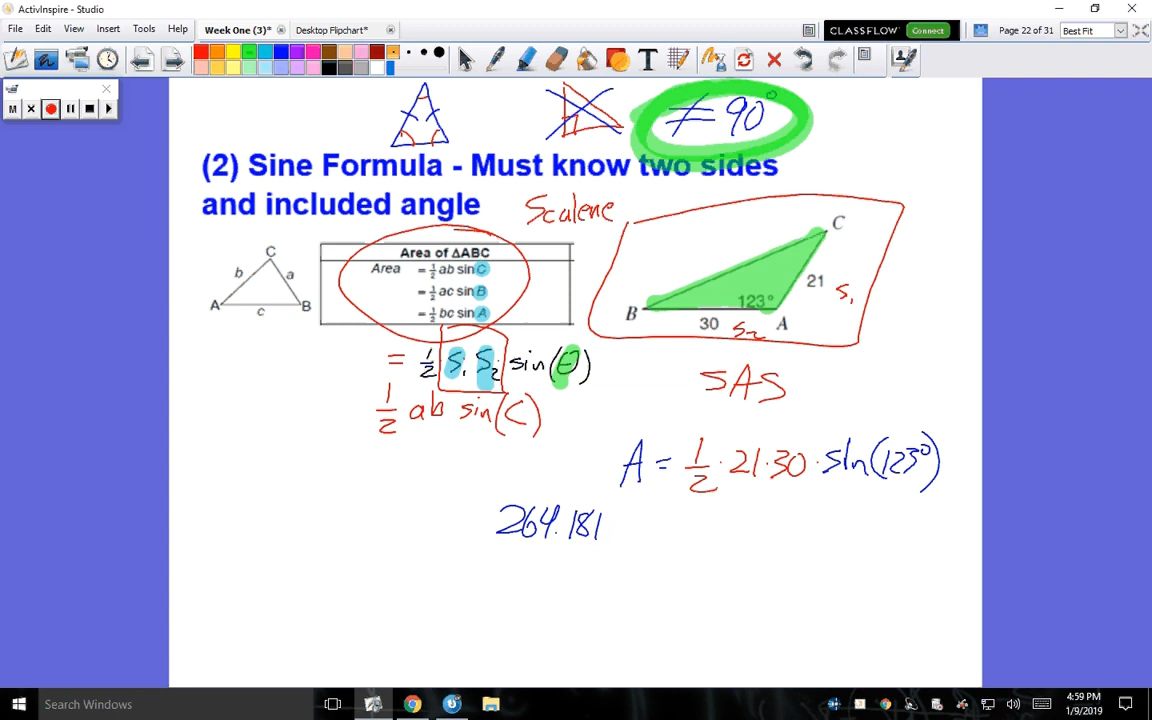 ActivInspire - Studio
File Edit View Insert Tools Help
Week One (3)*
Desktop Flipchart*
CLASSFLOW Connect
Page 22 of 31
Best Fit
M
≠ 90°
(2) Sine Formula - Must know two sides
and included angle
Scalene
C
b a
A B
c
Area of ΔABC
Area = ½ ab sin C
= ½ ac sin B
= ½ bc sin A
C
21 S₁
123°
B
30 S₂ A
= ½ S₁ S₂ sin(θ)
SAS
½ ab sin(C)
A = ½ · 21 · 30 · sin(123°)
264.181
Search Windows
4:59 PM
1/9/2019